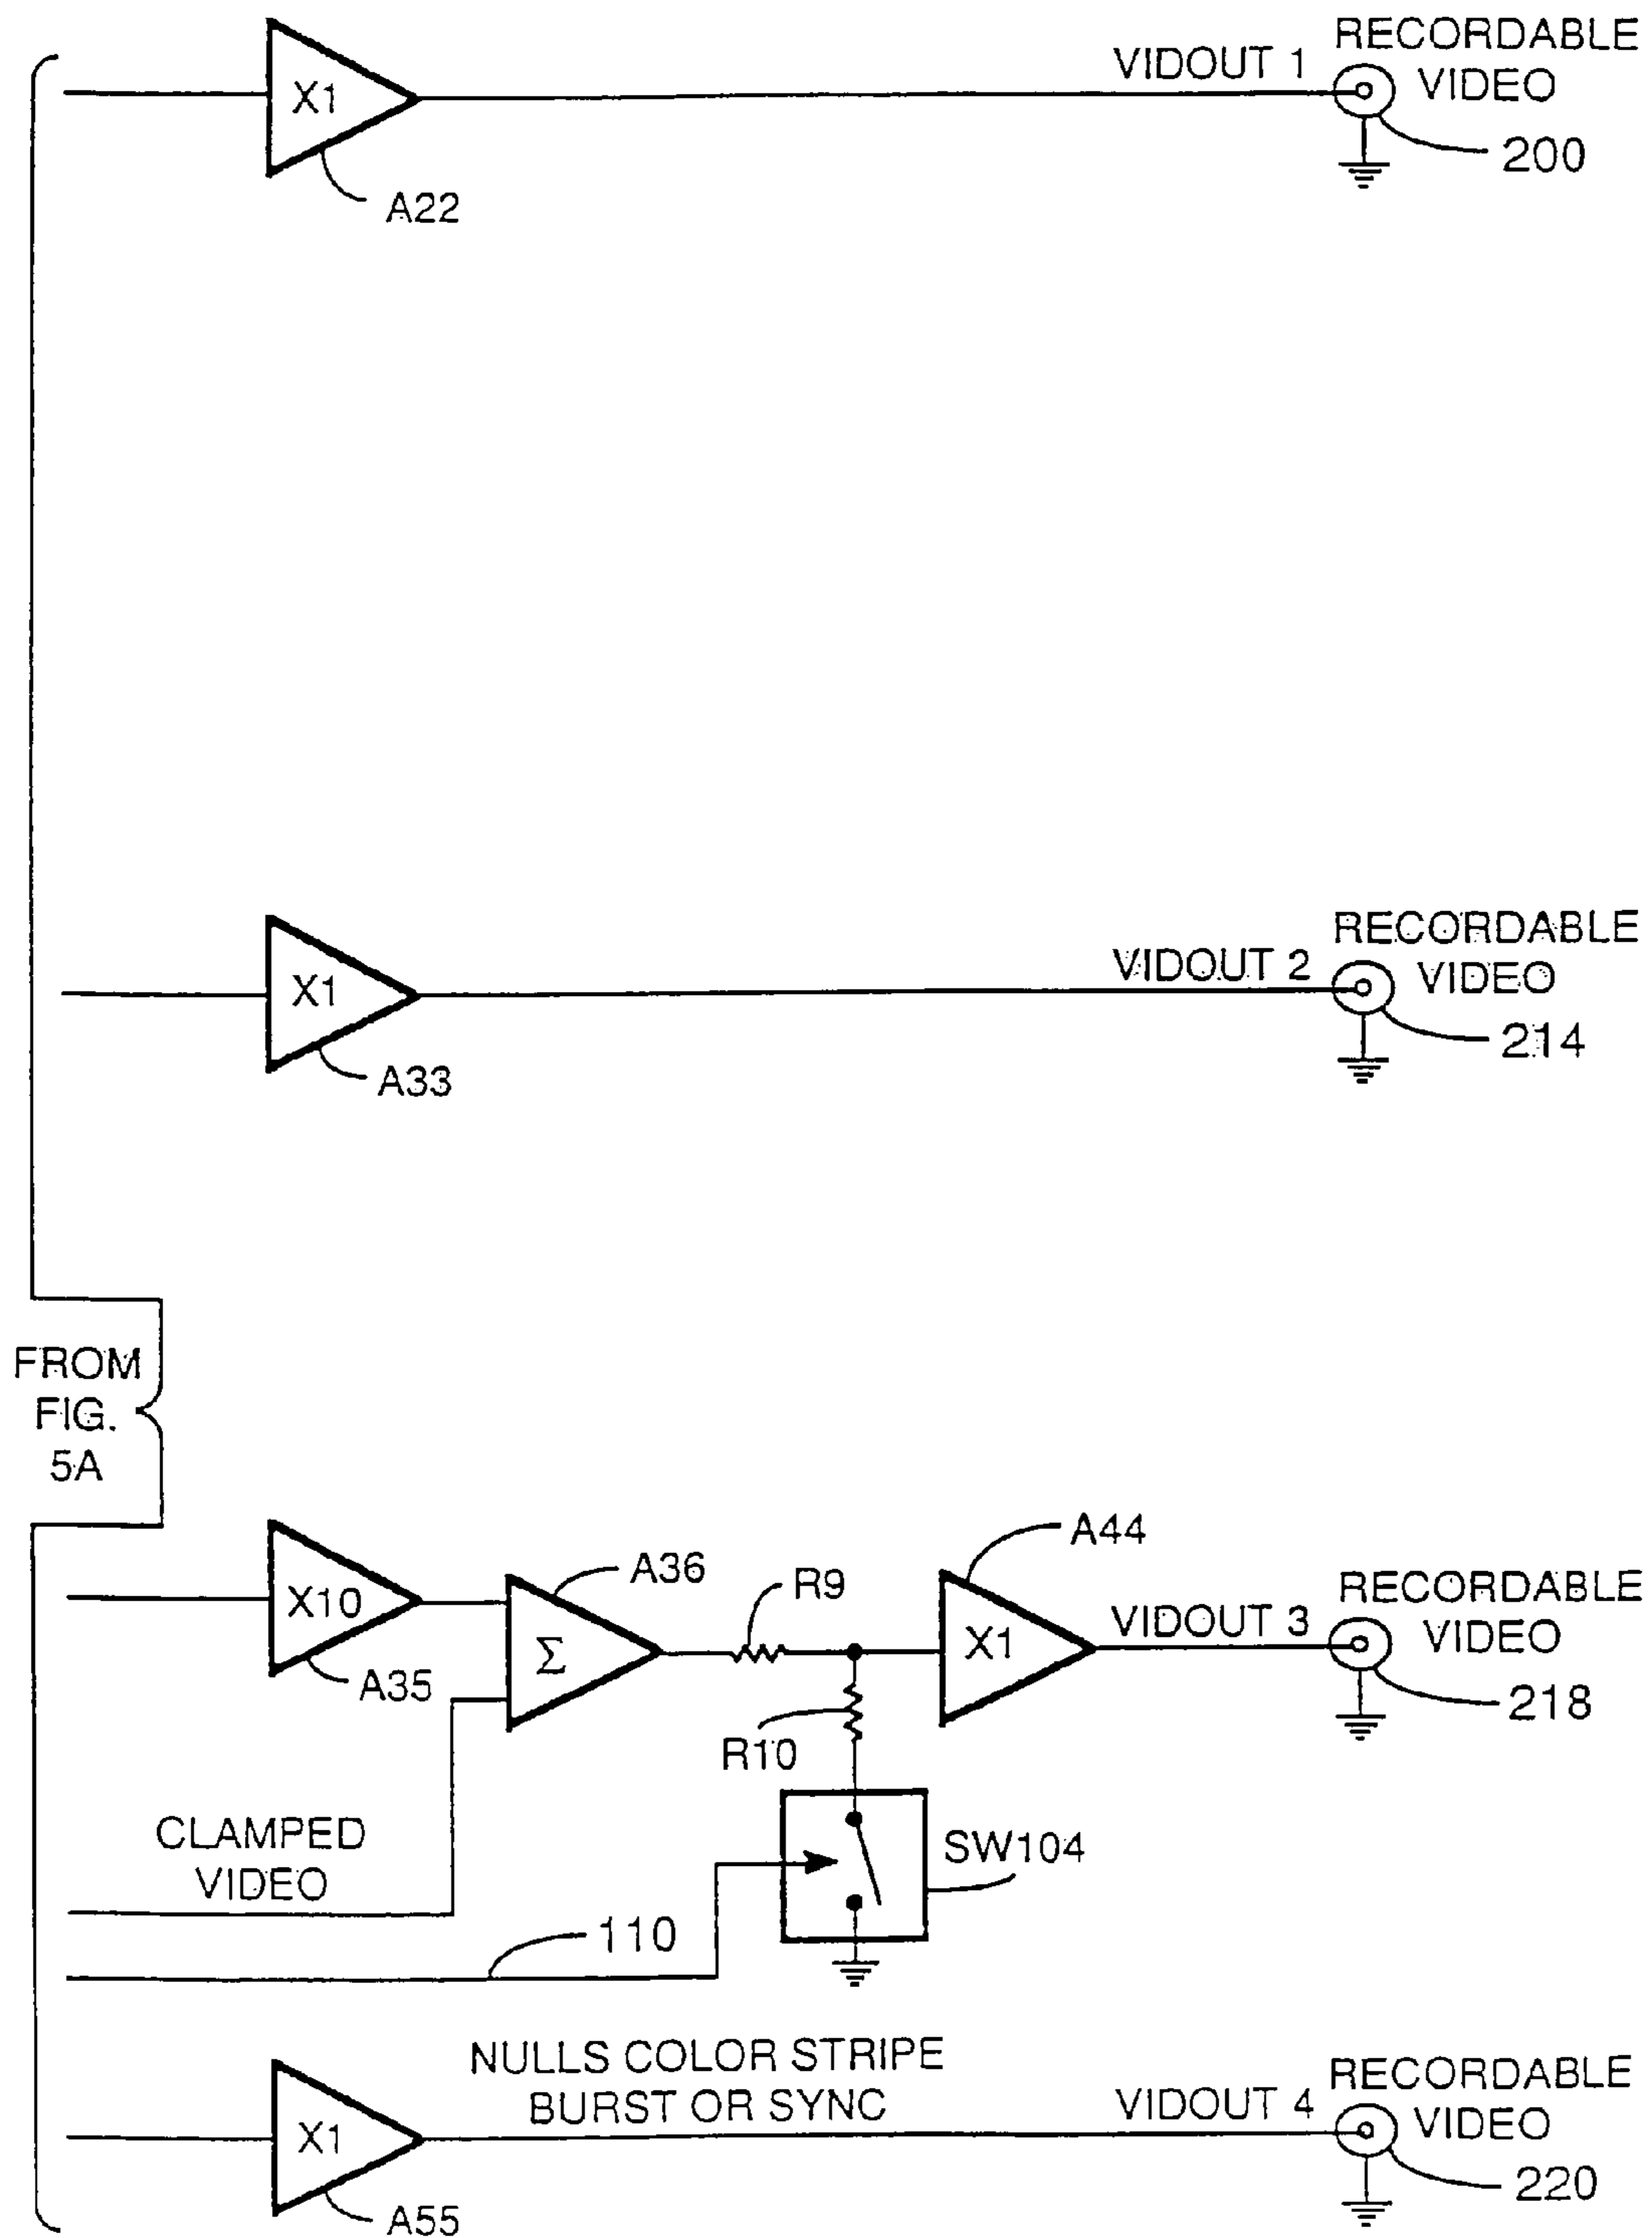 RECORDABLE
VIDEO
VIDOUT 1
X1
200
A22
RECORDABLE
VIDEO
VIDOUT 2
X1
214
A33
FROM
FIG.
5A
A44
A36
R9
RECORDABLE
VIDEO
VIDOUT 3
X10
Σ
X1
A35
218
R10
CLAMPED
VIDEO
SW104
110
NULLS COLOR STRIPE
BURST OR SYNC
RECORDABLE
VIDEO
VIDOUT 4
X1
220
A55